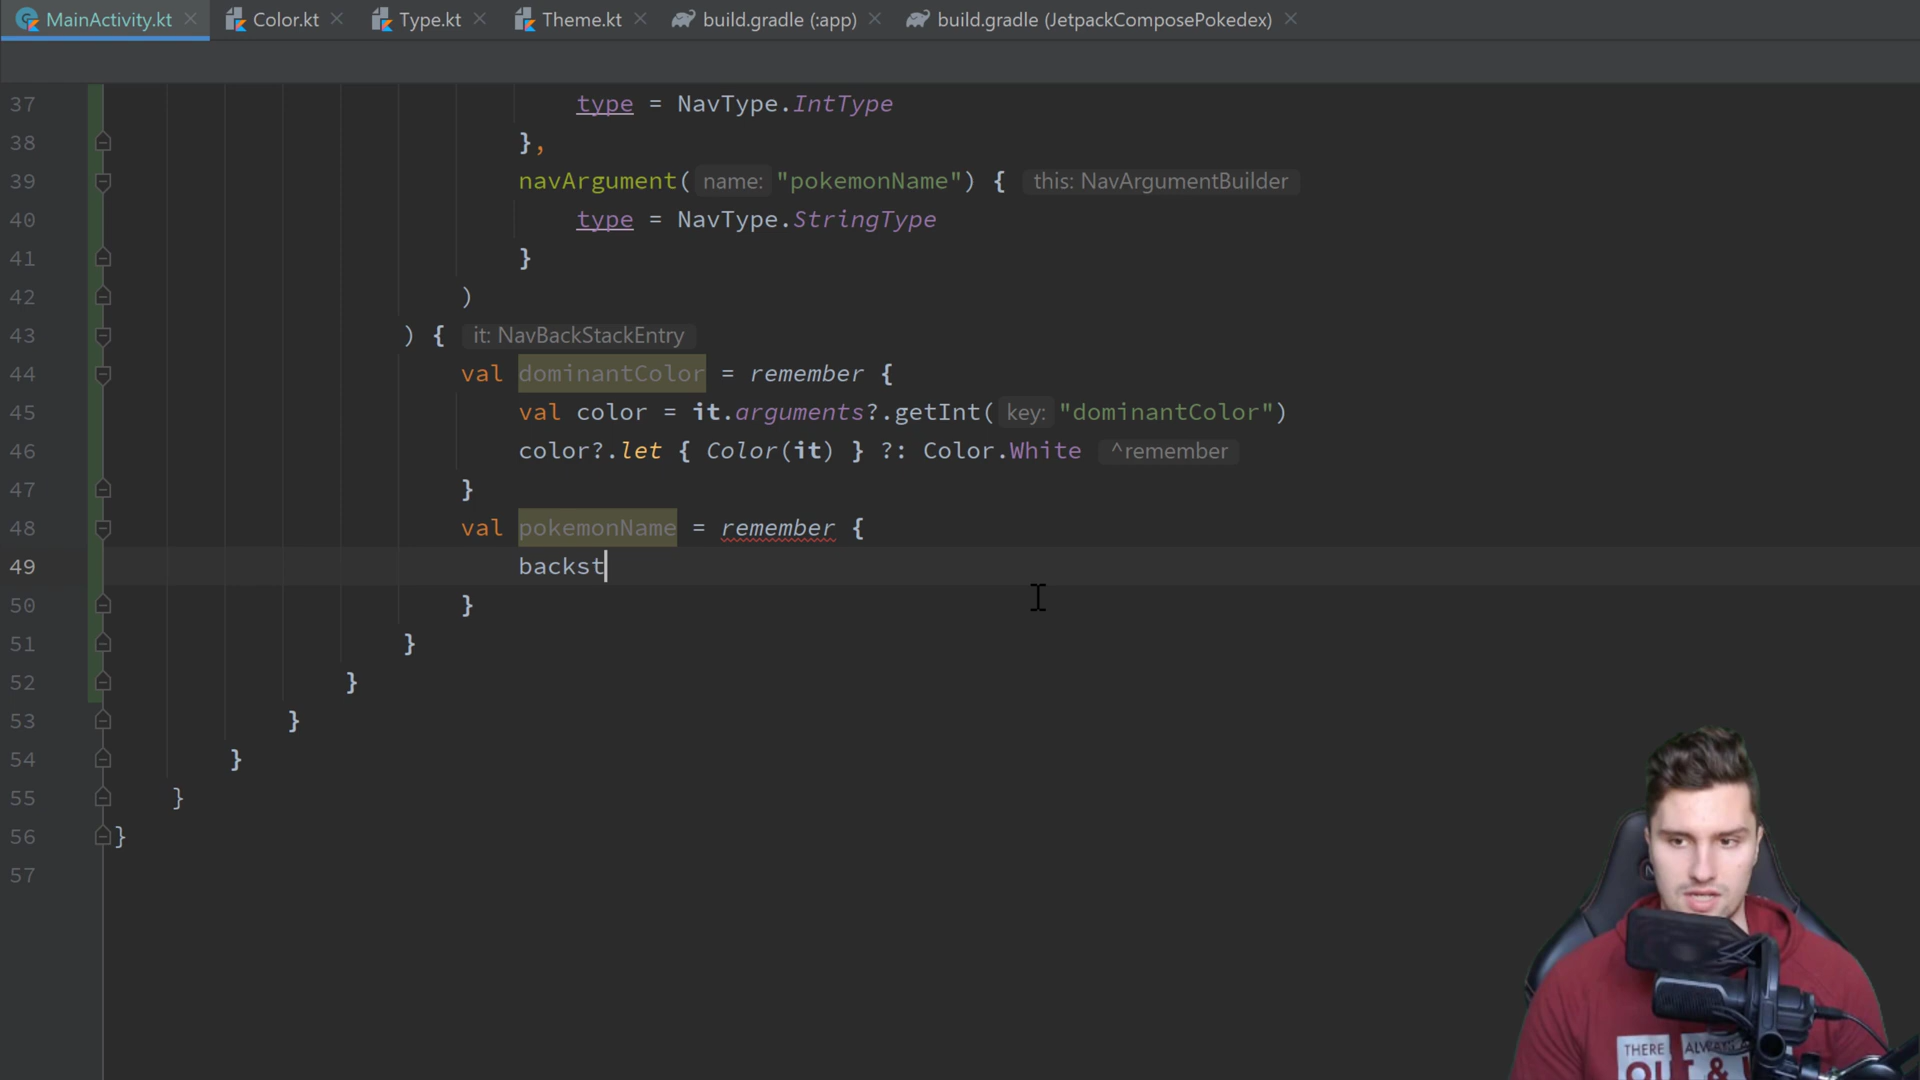 MainActivity.kt Color.kt Type.kt Theme.kt build.gradle (:app) build.gradle (JetpackComposePokedex)
37 type = NavType.IntType
38 },
39 navArgument( name: "pokemonName") { this: NavArgumentBuilder
40 type = NavType.StringType
41 }
42 )
43 ) { it: NavBackStackEntry
44 val dominantColor = remember {
45 val color = it.arguments?.getInt( key: "dominantColor")
46 color?.let { Color(it) } ?: Color.White ^remember
47 }
48 val pokemonName = remember {
49 backst
50 }
51 }
52 }
53 }
54 }
55 }
56 }
57
THERE ALWA